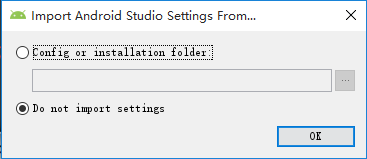 Import Android Studio Settings From...
Config or installation folder:
...
Do not import settings
OK